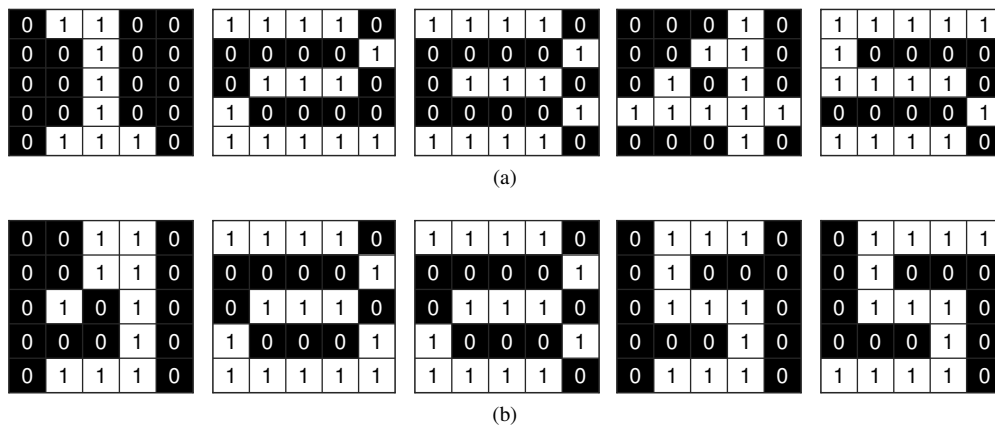 0 1 1 0 0 1 1 1 1 0 1 1 1 1 0 0 0 0 1 0 1 1 1 1 1
0 0 1 0 0 0 0 0 0 1 0 0 0 0 1 0 0 1 1 0 1 0 0 0 0
0 0 1 0 0 0 1 1 1 0 0 1 1 1 0 0 1 0 1 0 1 1 1 1 0
0 0 1 0 0 1 0 0 0 0 0 0 0 0 1 1 1 1 1 1 0 0 0 0 1
0 1 1 1 0 1 1 1 1 1 1 1 1 1 0 0 0 0 1 0 1 1 1 1 0
(a)
0 0 1 1 0 1 1 1 1 0 1 1 1 1 0 0 1 1 1 0 0 1 1 1 1
0 0 1 1 0 0 0 0 0 1 0 0 0 0 1 0 1 0 0 0 0 1 0 0 0
0 1 0 1 0 0 1 1 1 0 0 1 1 1 0 0 1 1 1 0 0 1 1 1 0
0 0 0 1 0 1 0 0 0 1 1 0 0 0 1 0 0 0 1 0 0 0 0 1 0
0 1 1 1 0 1 1 1 1 1 1 1 1 1 0 0 1 1 1 0 1 1 1 1 0
(b)